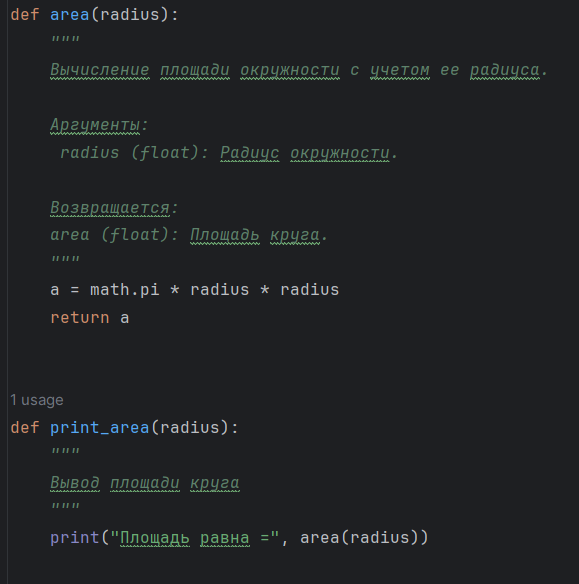 def area(radius):
    """
    Вычисление площади окружности с учетом ее радиуса.

    Аргументы:
     radius (float): Радиус окружности.

    Возвращается:
    area (float): Площадь круга.
    """
    a = math.pi * radius * radius
    return a

1 usage
def print_area(radius):
    """
    Вывод площади круга
    """
    print("Площадь равна =", area(radius))